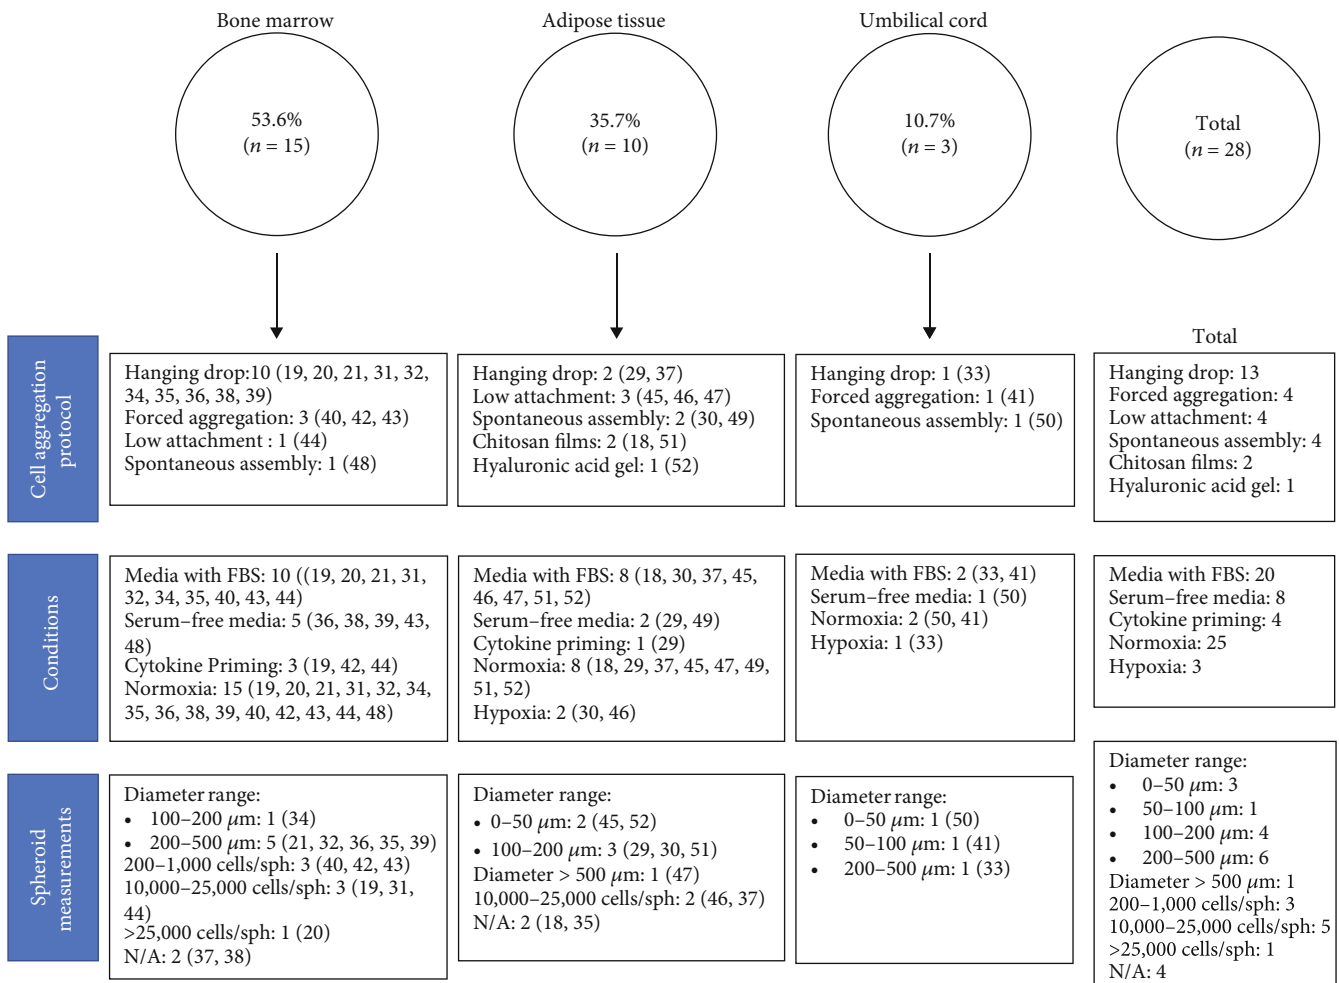 Bone marrow
Adipose tissue
Umbilical cord
53.6%
(n = 15)
35.7%
(n = 10)
10.7%
(n = 3)
Total
(n = 28)
Cell aggregation
protocol
Hanging drop:10 (19, 20, 21, 31, 32,
34, 35, 36, 38, 39)
Forced aggregation: 3 (40, 42, 43)
Low attachment : 1 (44)
Spontaneous assembly: 1 (48)
Hanging drop: 2 (29, 37)
Low attachment: 3 (45, 46, 47)
Spontaneous assembly: 2 (30, 49)
Chitosan films: 2 (18, 51)
Hyaluronic acid gel: 1 (52)
Hanging drop: 1 (33)
Forced aggregation: 1 (41)
Spontaneous assembly: 1 (50)
Total
Hanging drop: 13
Forced aggregation: 4
Low attachment: 4
Spontaneous assembly: 4
Chitosan films: 2
Hyaluronic acid gel: 1
Conditions
Media with FBS: 10 ((19, 20, 21, 31,
32, 34, 35, 40, 43, 44)
Serum–free media: 5 (36, 38, 39, 43,
48)
Cytokine Priming: 3 (19, 42, 44)
Normoxia: 15 (19, 20, 21, 31, 32, 34,
35, 36, 38, 39, 40, 42, 43, 44, 48)
Media with FBS: 8 (18, 30, 37, 45,
46, 47, 51, 52)
Serum–free media: 2 (29, 49)
Cytokine priming: 1 (29)
Normoxia: 8 (18, 29, 37, 45, 47, 49,
51, 52)
Hypoxia: 2 (30, 46)
Media with FBS: 2 (33, 41)
Serum–free media: 1 (50)
Normoxia: 2 (50, 41)
Hypoxia: 1 (33)
Media with FBS: 20
Serum–free media: 8
Cytokine priming: 4
Normoxia: 25
Hypoxia: 3
Spheroid
measurements
Diameter range:
• 100–200 μm: 1 (34)
• 200–500 μm: 5 (21, 32, 36, 35, 39)
200–1,000 cells/sph: 3 (40, 42, 43)
10,000–25,000 cells/sph: 3 (19, 31,
44)
>25,000 cells/sph: 1 (20)
N/A: 2 (37, 38)
Diameter range:
• 0–50 μm: 2 (45, 52)
• 100–200 μm: 3 (29, 30, 51)
Diameter > 500 μm: 1 (47)
10,000–25,000 cells/sph: 2 (46, 37)
N/A: 2 (18, 35)
Diameter range:
• 0–50 μm: 1 (50)
• 50–100 μm: 1 (41)
• 200–500 μm: 1 (33)
Diameter range:
• 0–50 μm: 3
• 50–100 μm: 1
• 100–200 μm: 4
• 200–500 μm: 6
Diameter > 500 μm: 1
200–1,000 cells/sph: 3
10,000–25,000 cells/sph: 5
>25,000 cells/sph: 1
N/A: 4